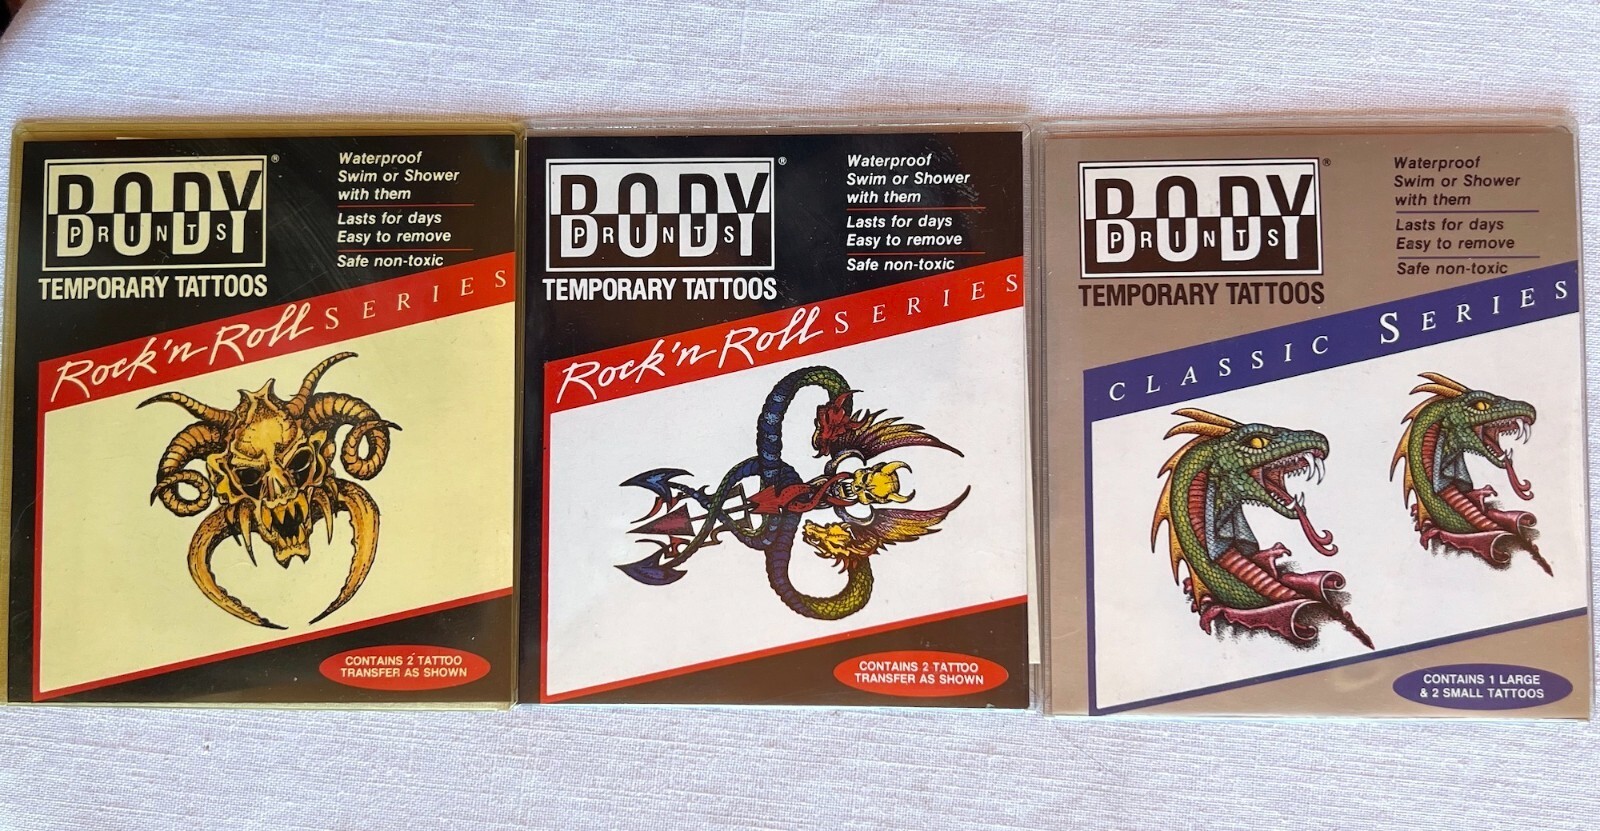 BODY
PRINTS
®
TEMPORARY TATTOOS
Waterproof
Swim or Shower
with them
Lasts for days
Easy to remove
Safe non-toxic
Rock'n Roll SERIES
CONTAINS 2 TATTOO
TRANSFER AS SHOWN
BODY
PRINTS
®
TEMPORARY TATTOOS
Waterproof
Swim or Shower
with them
Lasts for days
Easy to remove
Safe non-toxic
Rock'n Roll SERIES
CONTAINS 2 TATTOO
TRANSFER AS SHOWN
BODY
PRINTS
®
TEMPORARY TATTOOS
Waterproof
Swim or Shower
with them
Lasts for days
Easy to remove
Safe non-toxic
CLASSIC SERIES
CONTAINS 1 LARGE
& 2 SMALL TATTOOS